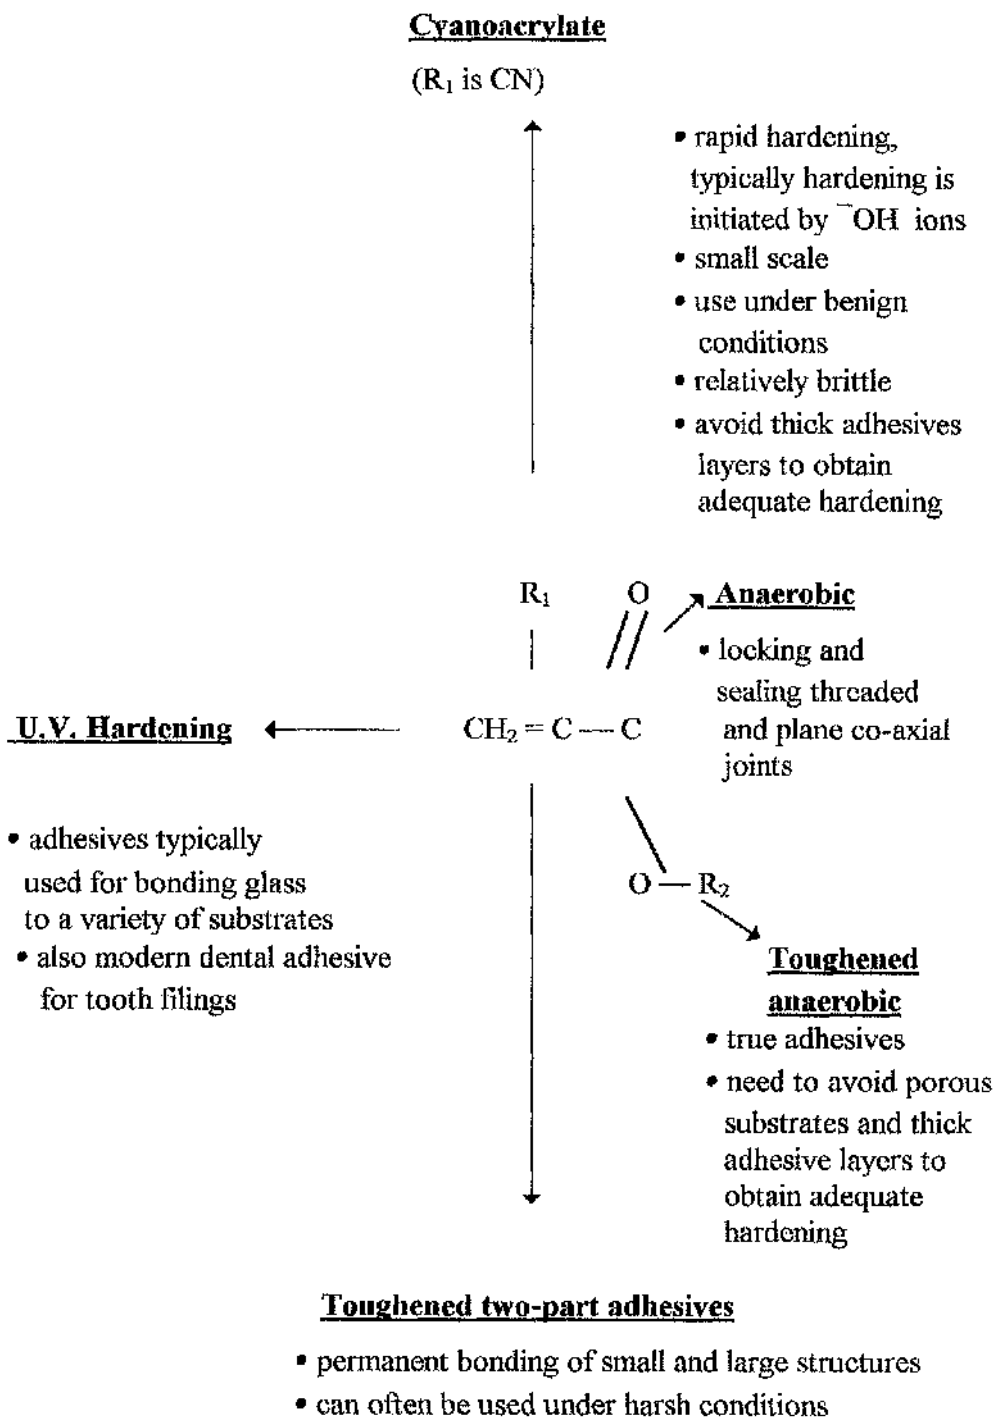 Cyanoacrylate
(R₁ is CN)
• rapid hardening,
typically hardening is
initiated by ⁻OH ions
• small scale
• use under benign
conditions
• relatively brittle
• avoid thick adhesives
layers to obtain
adequate hardening
R₁ O
Anaerobic
• locking and
sealing threaded
and plane co-axial
joints
U.V. Hardening
CH₂ = C — C
• adhesives typically
used for bonding glass
to a variety of substrates
• also modern dental adhesive
for tooth filings
O — R₂
Toughened
anaerobic
• true adhesives
• need to avoid porous
substrates and thick
adhesive layers to
obtain adequate
hardening
Toughened two-part adhesives
• permanent bonding of small and large structures
• can often be used under harsh conditions